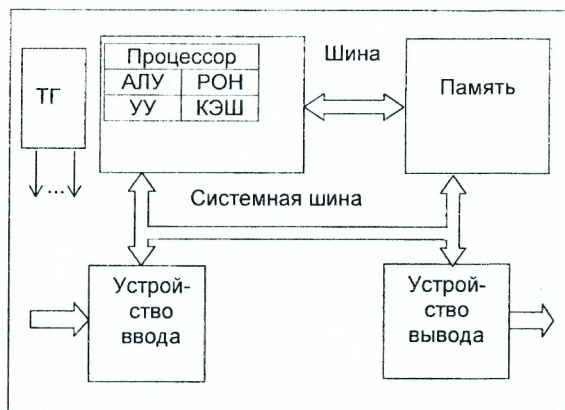 ТГ
...
Процессор
АЛУ РОН
УУ КЭШ
Шина
Память
Системная шина
Устрой-
ство
ввода
Устрой-
ство
вывода